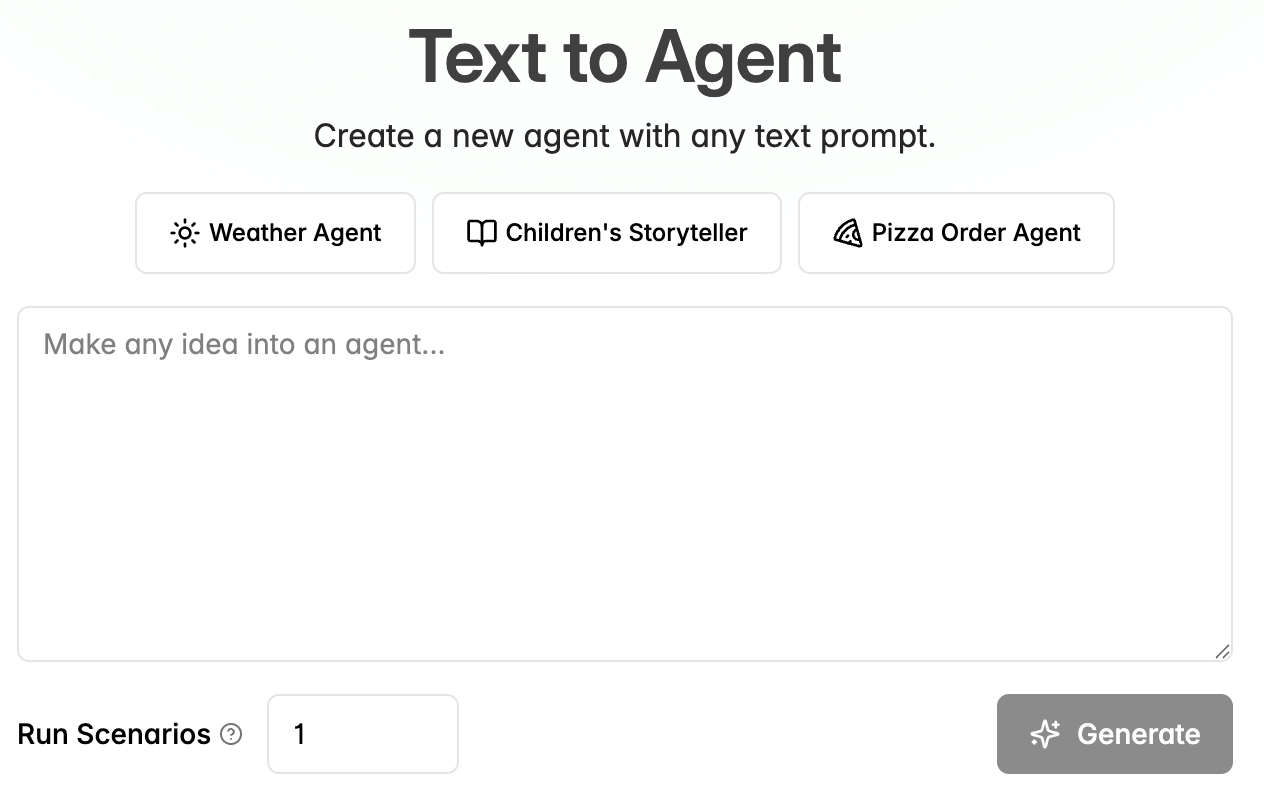 Text to Agent
Create a new agent with any text prompt.
Weather Agent
Children's Storyteller
Pizza Order Agent
Make any idea into an agent...
Run Scenarios ?
1
Generate